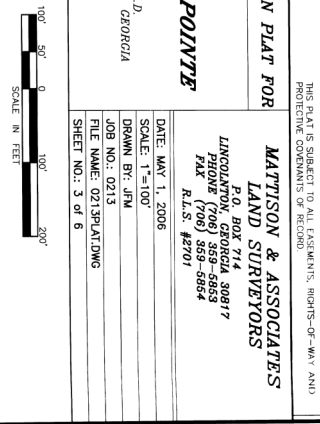 THIS PLAT IS SUBJECT TO ALL EASEMENTS, RIGHTS-OF-WAY AND
PROTECTIVE COVENANTS OF RECORD.
N PLAT FOR
POINTE
D.
GEORGIA
MATTISON & ASSOCIATES
LAND SURVEYORS
P.O. BOX 714
LINCOLNTON, GEORGIA 30817
PHONE (706) 359-5853
FAX (706) 359-5854
R.L.S. #2701
DATE: MAY 1, 2006
SCALE: 1"=100'
DRAWN BY: JFM
JOB NO.: 0213
FILE NAME: 0213PLAT.DWG
SHEET NO.: 3 of 6
100' 50' 0 100' 200'
SCALE IN FEET